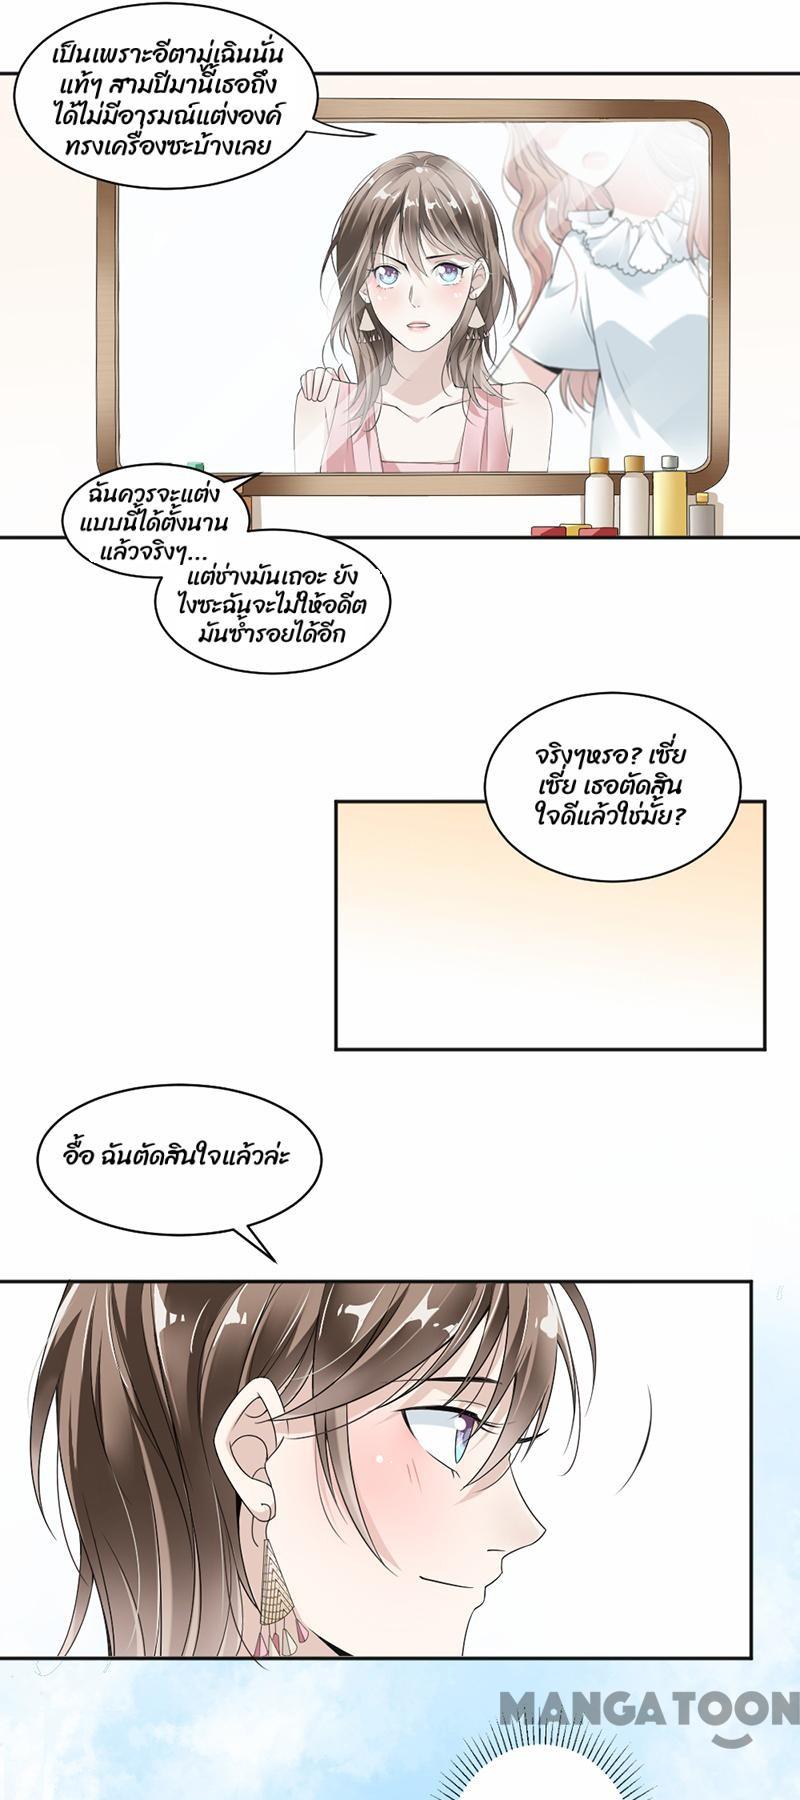 เป็นเพราะอีตามู่เฉินนั่น
แท้ๆ สามปีมานี้เธอถึง
ได้ไม่มีอารมณ์แต่งองค์
ทรงเครื่องซะบ้างเลย
ฉันควรจะแต่ง
แบบนี้ได้ตั้งนาน
แล้วจริงๆ...
แต่ช่างมันเถอะ ยัง
ไงซะฉันจะไม่ให้อดีต
มันซ้ำรอยได้อีก
จริงๆหรอ? เซี่ย
เซี่ย เธอตัดสิน
ใจดีแล้วใช่มั้ย?
อื้อ ฉันตัดสินใจแล้วล่ะ
MANGATOON